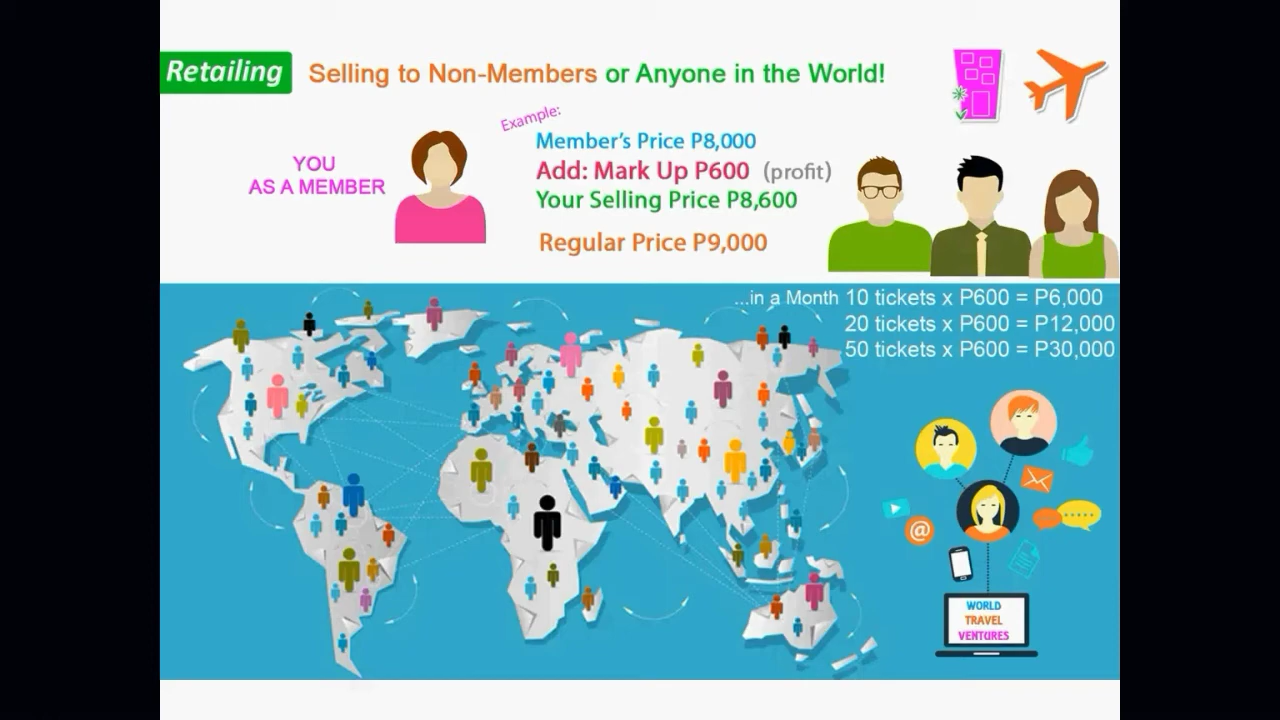 Retailing
Selling to Non-Members or Anyone in the World!
Example:
YOU
AS A MEMBER
Member's Price P8,000
Add: Mark Up P600 (profit)
Your Selling Price P8,600
Regular Price P9,000
...in a Month 10 tickets x P600 = P6,000
20 tickets x P600 = P12,000
50 tickets x P600 = P30,000
@
WORLD
TRAVEL
VENTURES